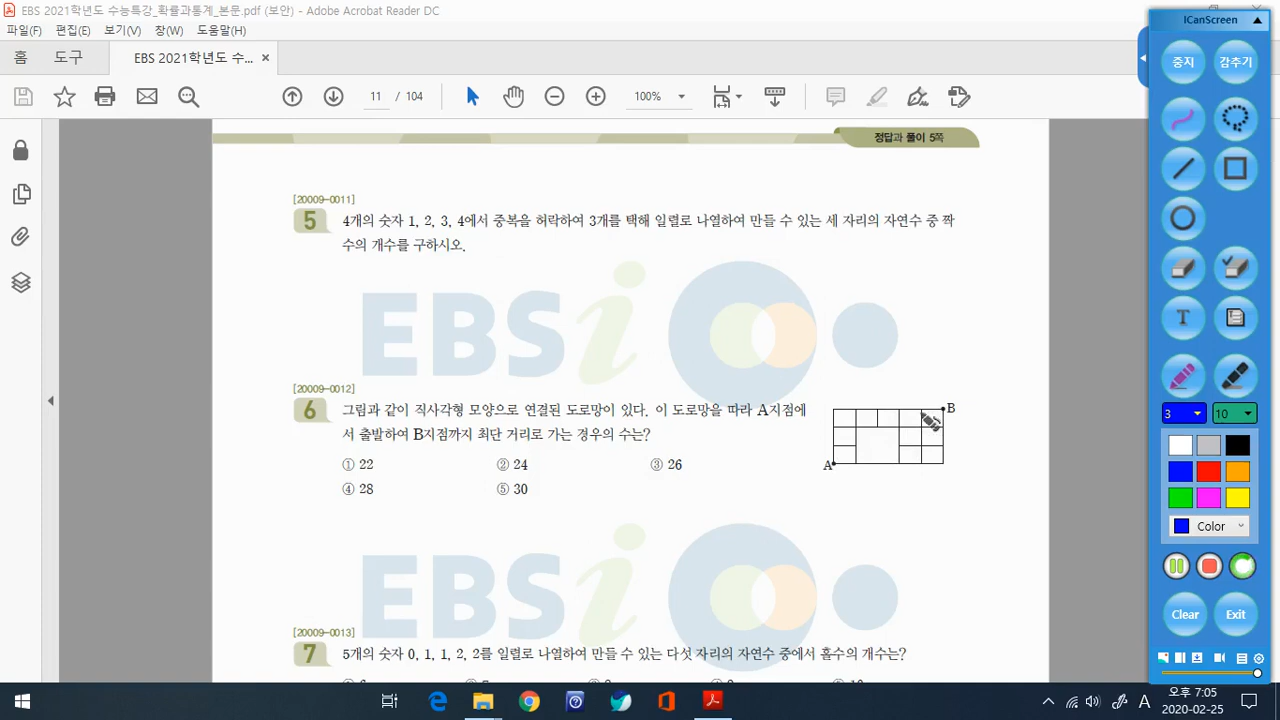 EBS 2021학년도 수능특강_확률과통계_본문.pdf (보안) - Adobe Acrobat Reader DC
파일(F) 편집(E) 보기(V) 창(W) 도움말(H)
홈 도구 EBS 2021학년도 수... ×
11 / 104 100%
정답과 풀이 5쪽
[20009-0011]
5 4개의 숫자 1, 2, 3, 4에서 중복을 허락하여 3개를 택해 일렬로 나열하여 만들 수 있는 세 자리의 자연수 중 짝
수의 개수를 구하시오.
EBSi
[20009-0012]
6 그림과 같이 직사각형 모양으로 연결된 도로망이 있다. 이 도로망을 따라 A지점에
서 출발하여 B지점까지 최단 거리로 가는 경우의 수는?
B
A
① 22 ② 24 ③ 26
④ 28 ⑤ 30
EBSi
[20009-0013]
7 5개의 숫자 0, 1, 1, 2, 2를 일렬로 나열하여 만들 수 있는 다섯 자리의 자연수 중에서 홀수의 개수는?
ICanScreen
중지 감추기
T
3 10
Color
Clear Exit
A 오후 7:05
2020-02-25